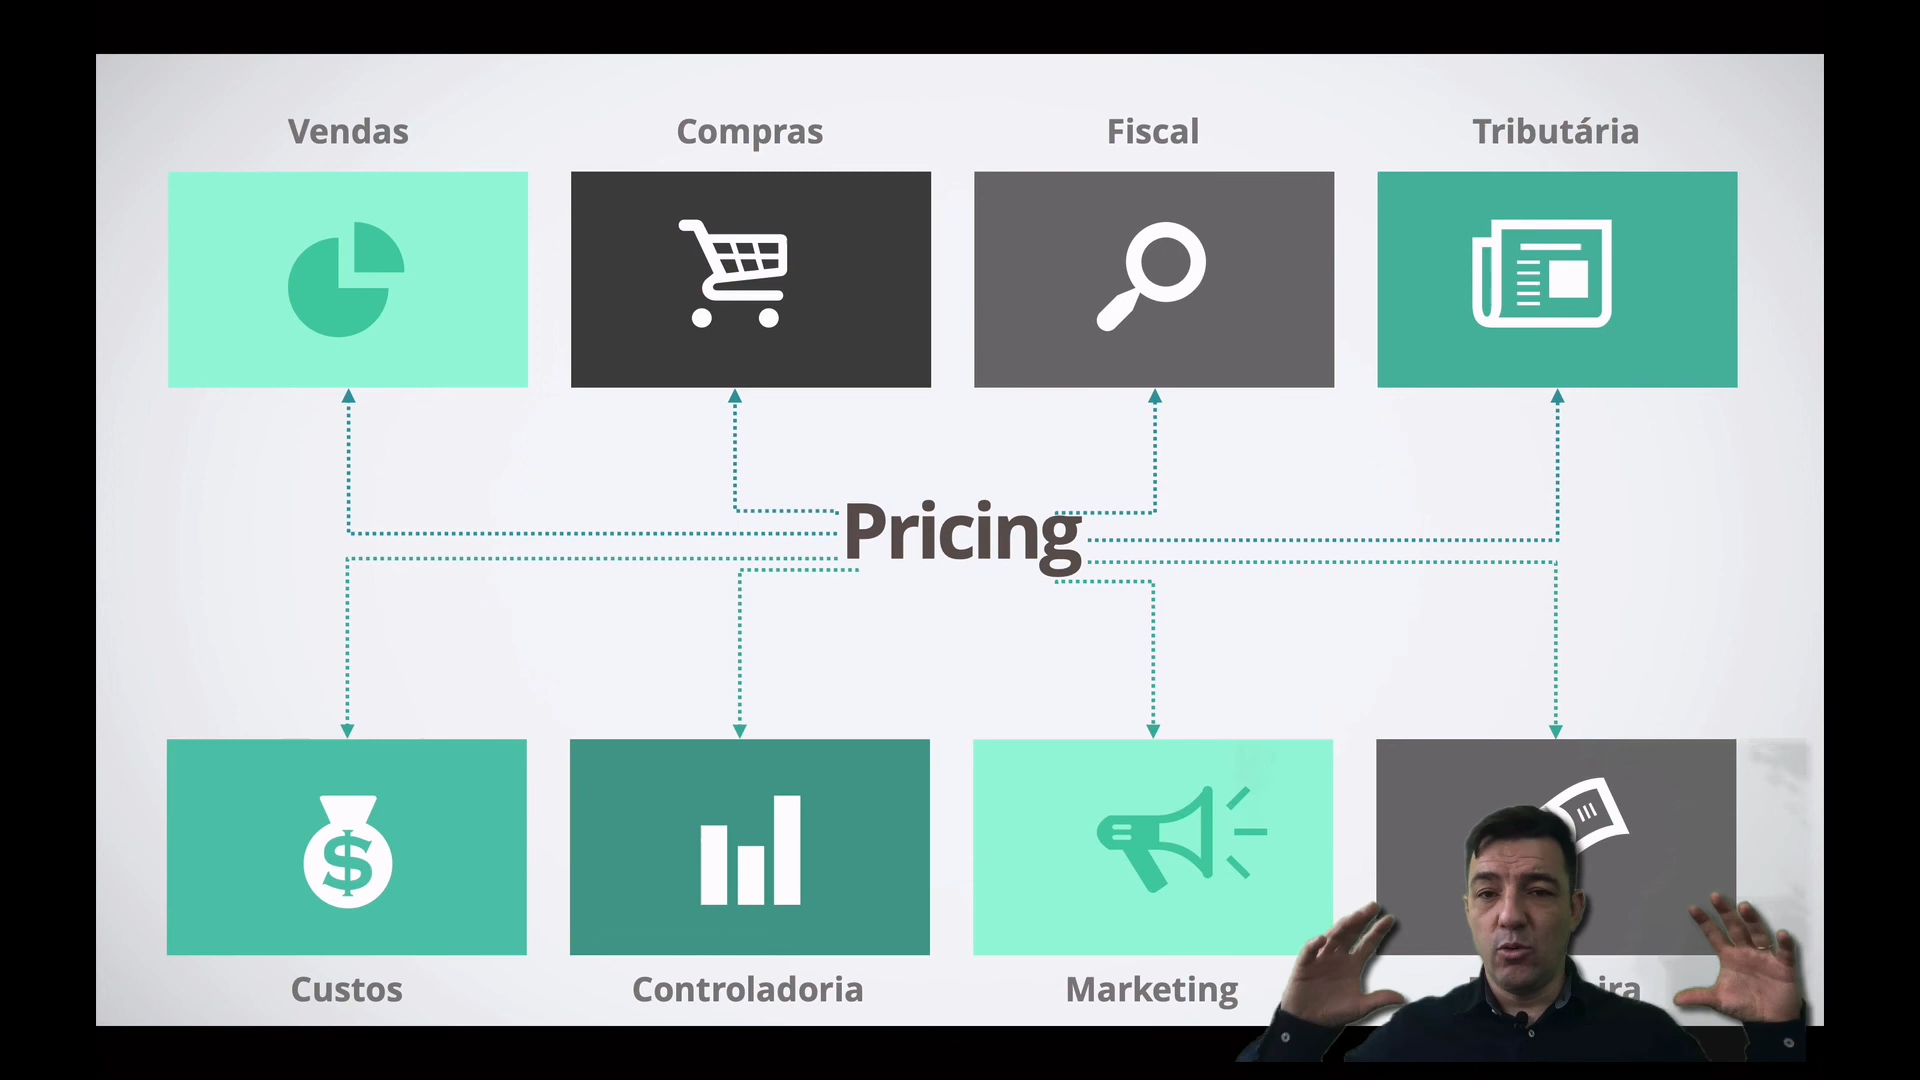 Vendas
Compras
Fiscal
Tributária
Pricing
$
Custos
Controladoria
Marketing